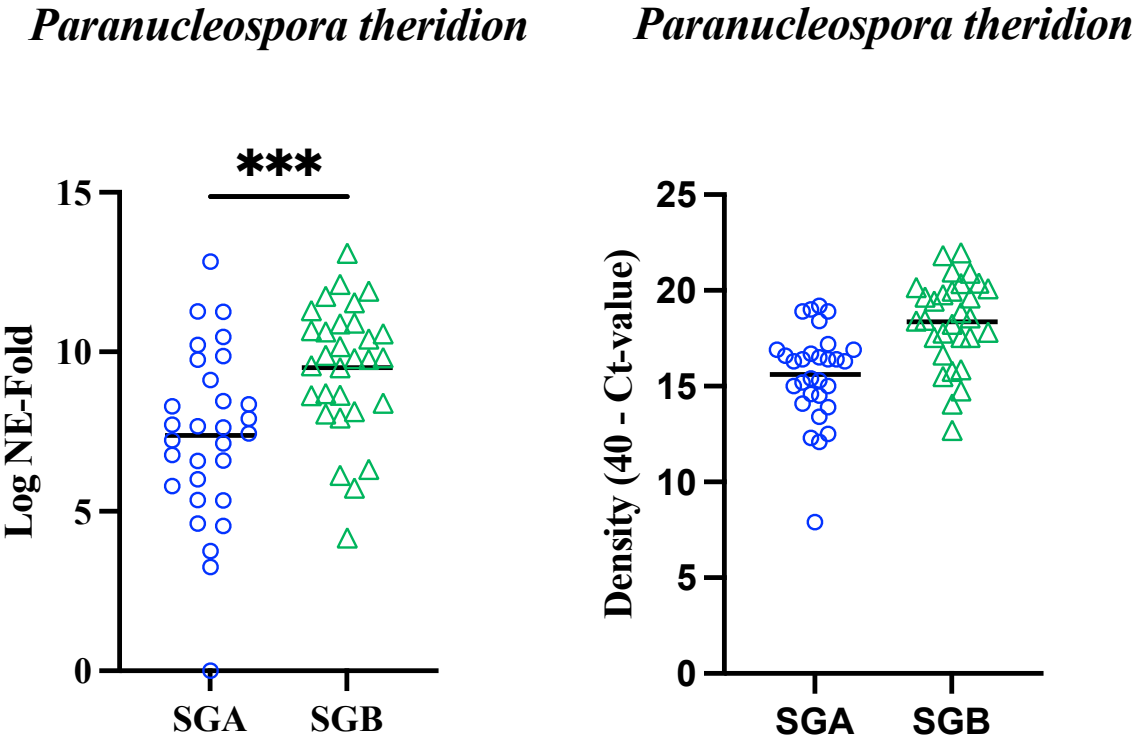 Paranucleospora theridion
***
15
10
5
0
Log NE-Fold
SGA SGB
Paranucleospora theridion
25
20
15
10
5
0
Density (40 - Ct-value)
SGA SGB